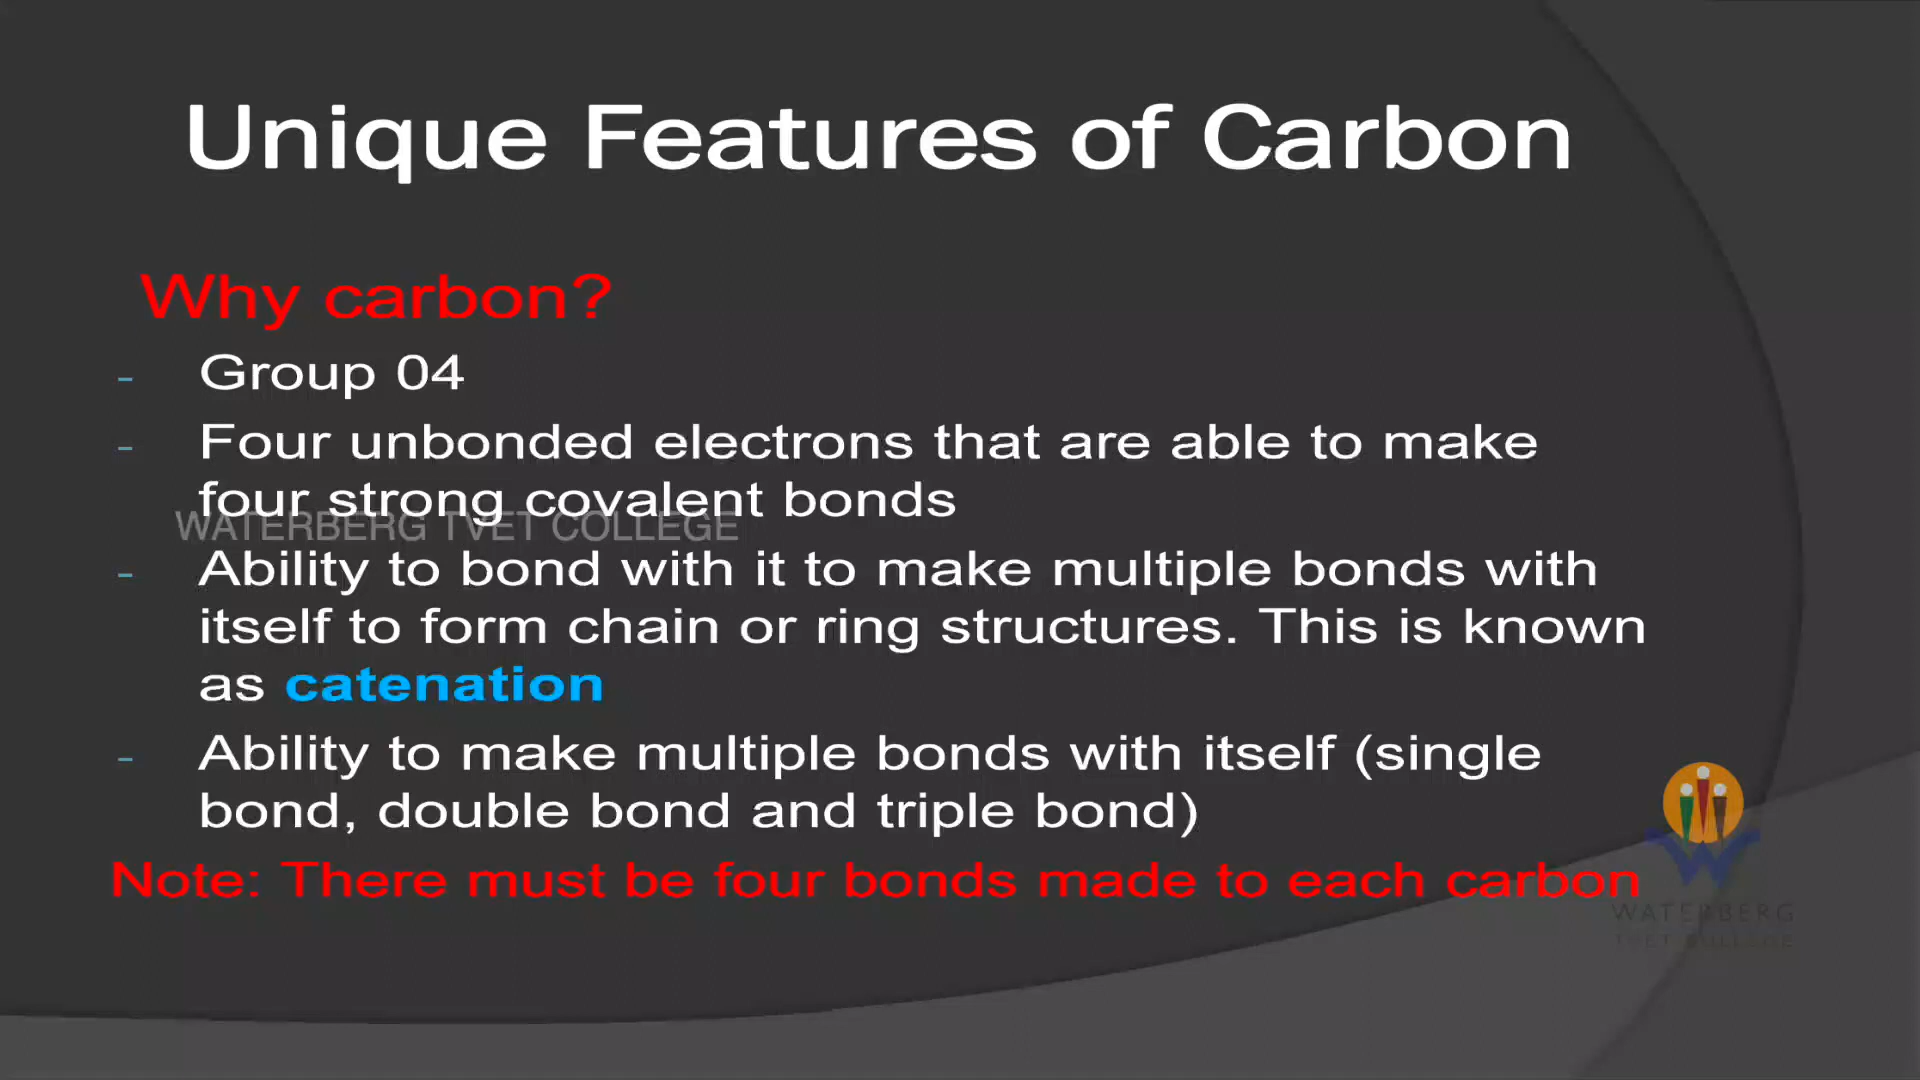 Unique Features of Carbon
Why carbon?
- Group 04
- Four unbonded electrons that are able to make
four strong covalent bonds
WATERBERG TVET COLLEGE
- Ability to bond with it to make multiple bonds with
itself to form chain or ring structures. This is known
as catenation
- Ability to make multiple bonds with itself (single
bond, double bond and triple bond)
Note: There must be four bonds made to each carbon
WATERBERG
TVET COLLEGE